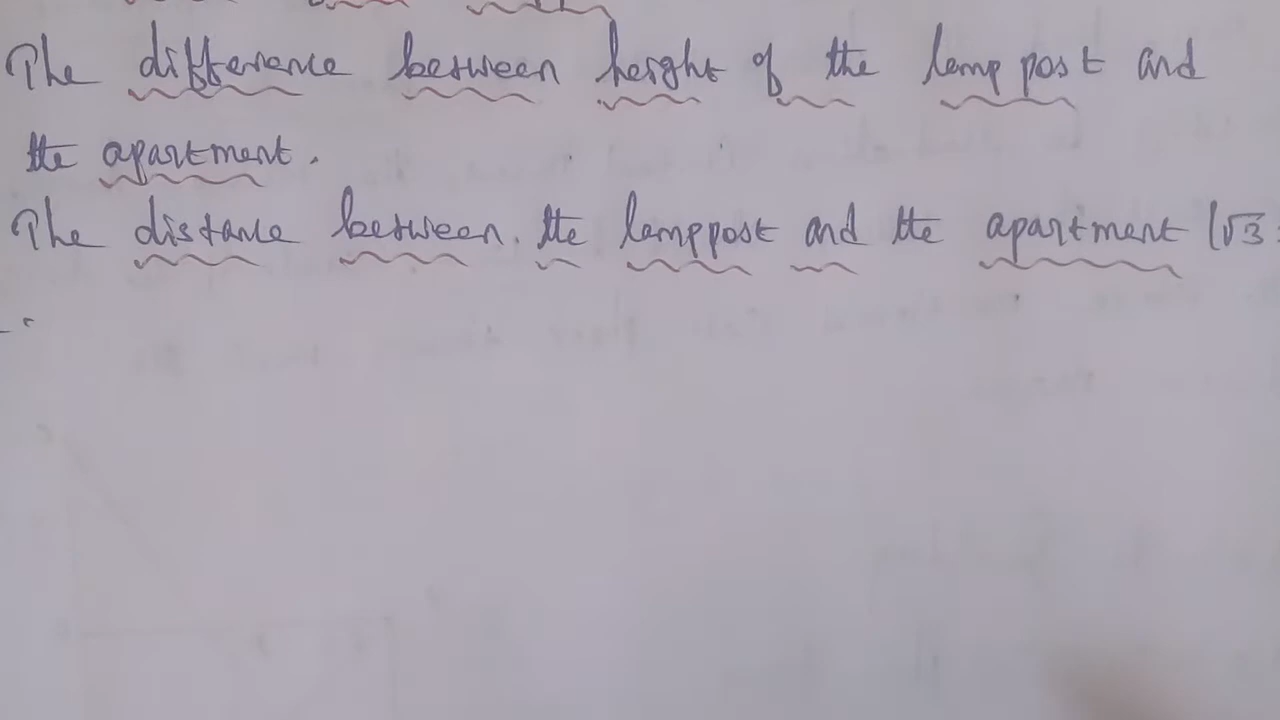 The difference between height of the lamp post and
the apartment.
The distance between the lamppost and the apartment (√3